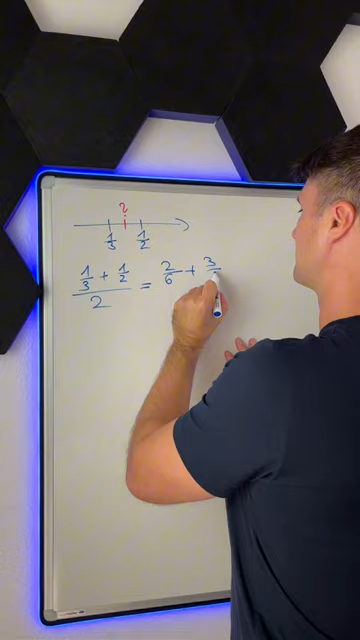 ?
1/3 1/2
(1/3 + 1/2)/2 = 2/6 + 3/